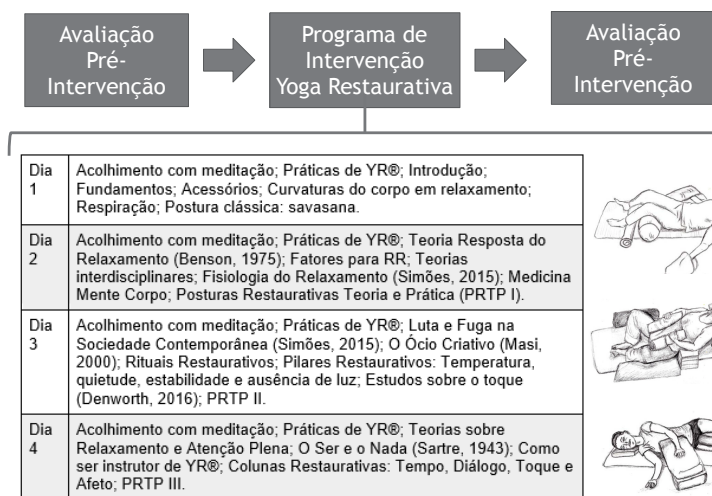 Avaliação
Pré-
Intervenção
Programa de
Intervenção
Yoga Restaurativa
Avaliação
Pré-
Intervenção
Dia
1
Acolhimento com meditação; Práticas de YR®; Introdução;
Fundamentos; Acessórios; Curvaturas do corpo em relaxamento;
Respiração; Postura clássica: savasana.
Dia
2
Acolhimento com meditação; Práticas de YR®; Teoria Resposta do
Relaxamento (Benson, 1975); Fatores para RR; Teorias
interdisciplinares; Fisiologia do Relaxamento (Simões, 2015); Medicina
Mente Corpo; Posturas Restaurativas Teoria e Prática (PRTP I).
Dia
3
Acolhimento com meditação; Práticas de YR®; Luta e Fuga na
Sociedade Contemporânea (Simões, 2015); O Ócio Criativo (Masi,
2000); Rituais Restaurativos; Pilares Restaurativos: Temperatura,
quietude, estabilidade e ausência de luz; Estudos sobre o toque
(Denworth, 2016); PRTP II.
Dia
4
Acolhimento com meditação; Práticas de YR®; Teorias sobre
Relaxamento e Atenção Plena; O Ser e o Nada (Sartre, 1943); Como
ser instrutor de YR®; Colunas Restaurativas: Tempo, Diálogo, Toque e
Afeto; PRTP III.